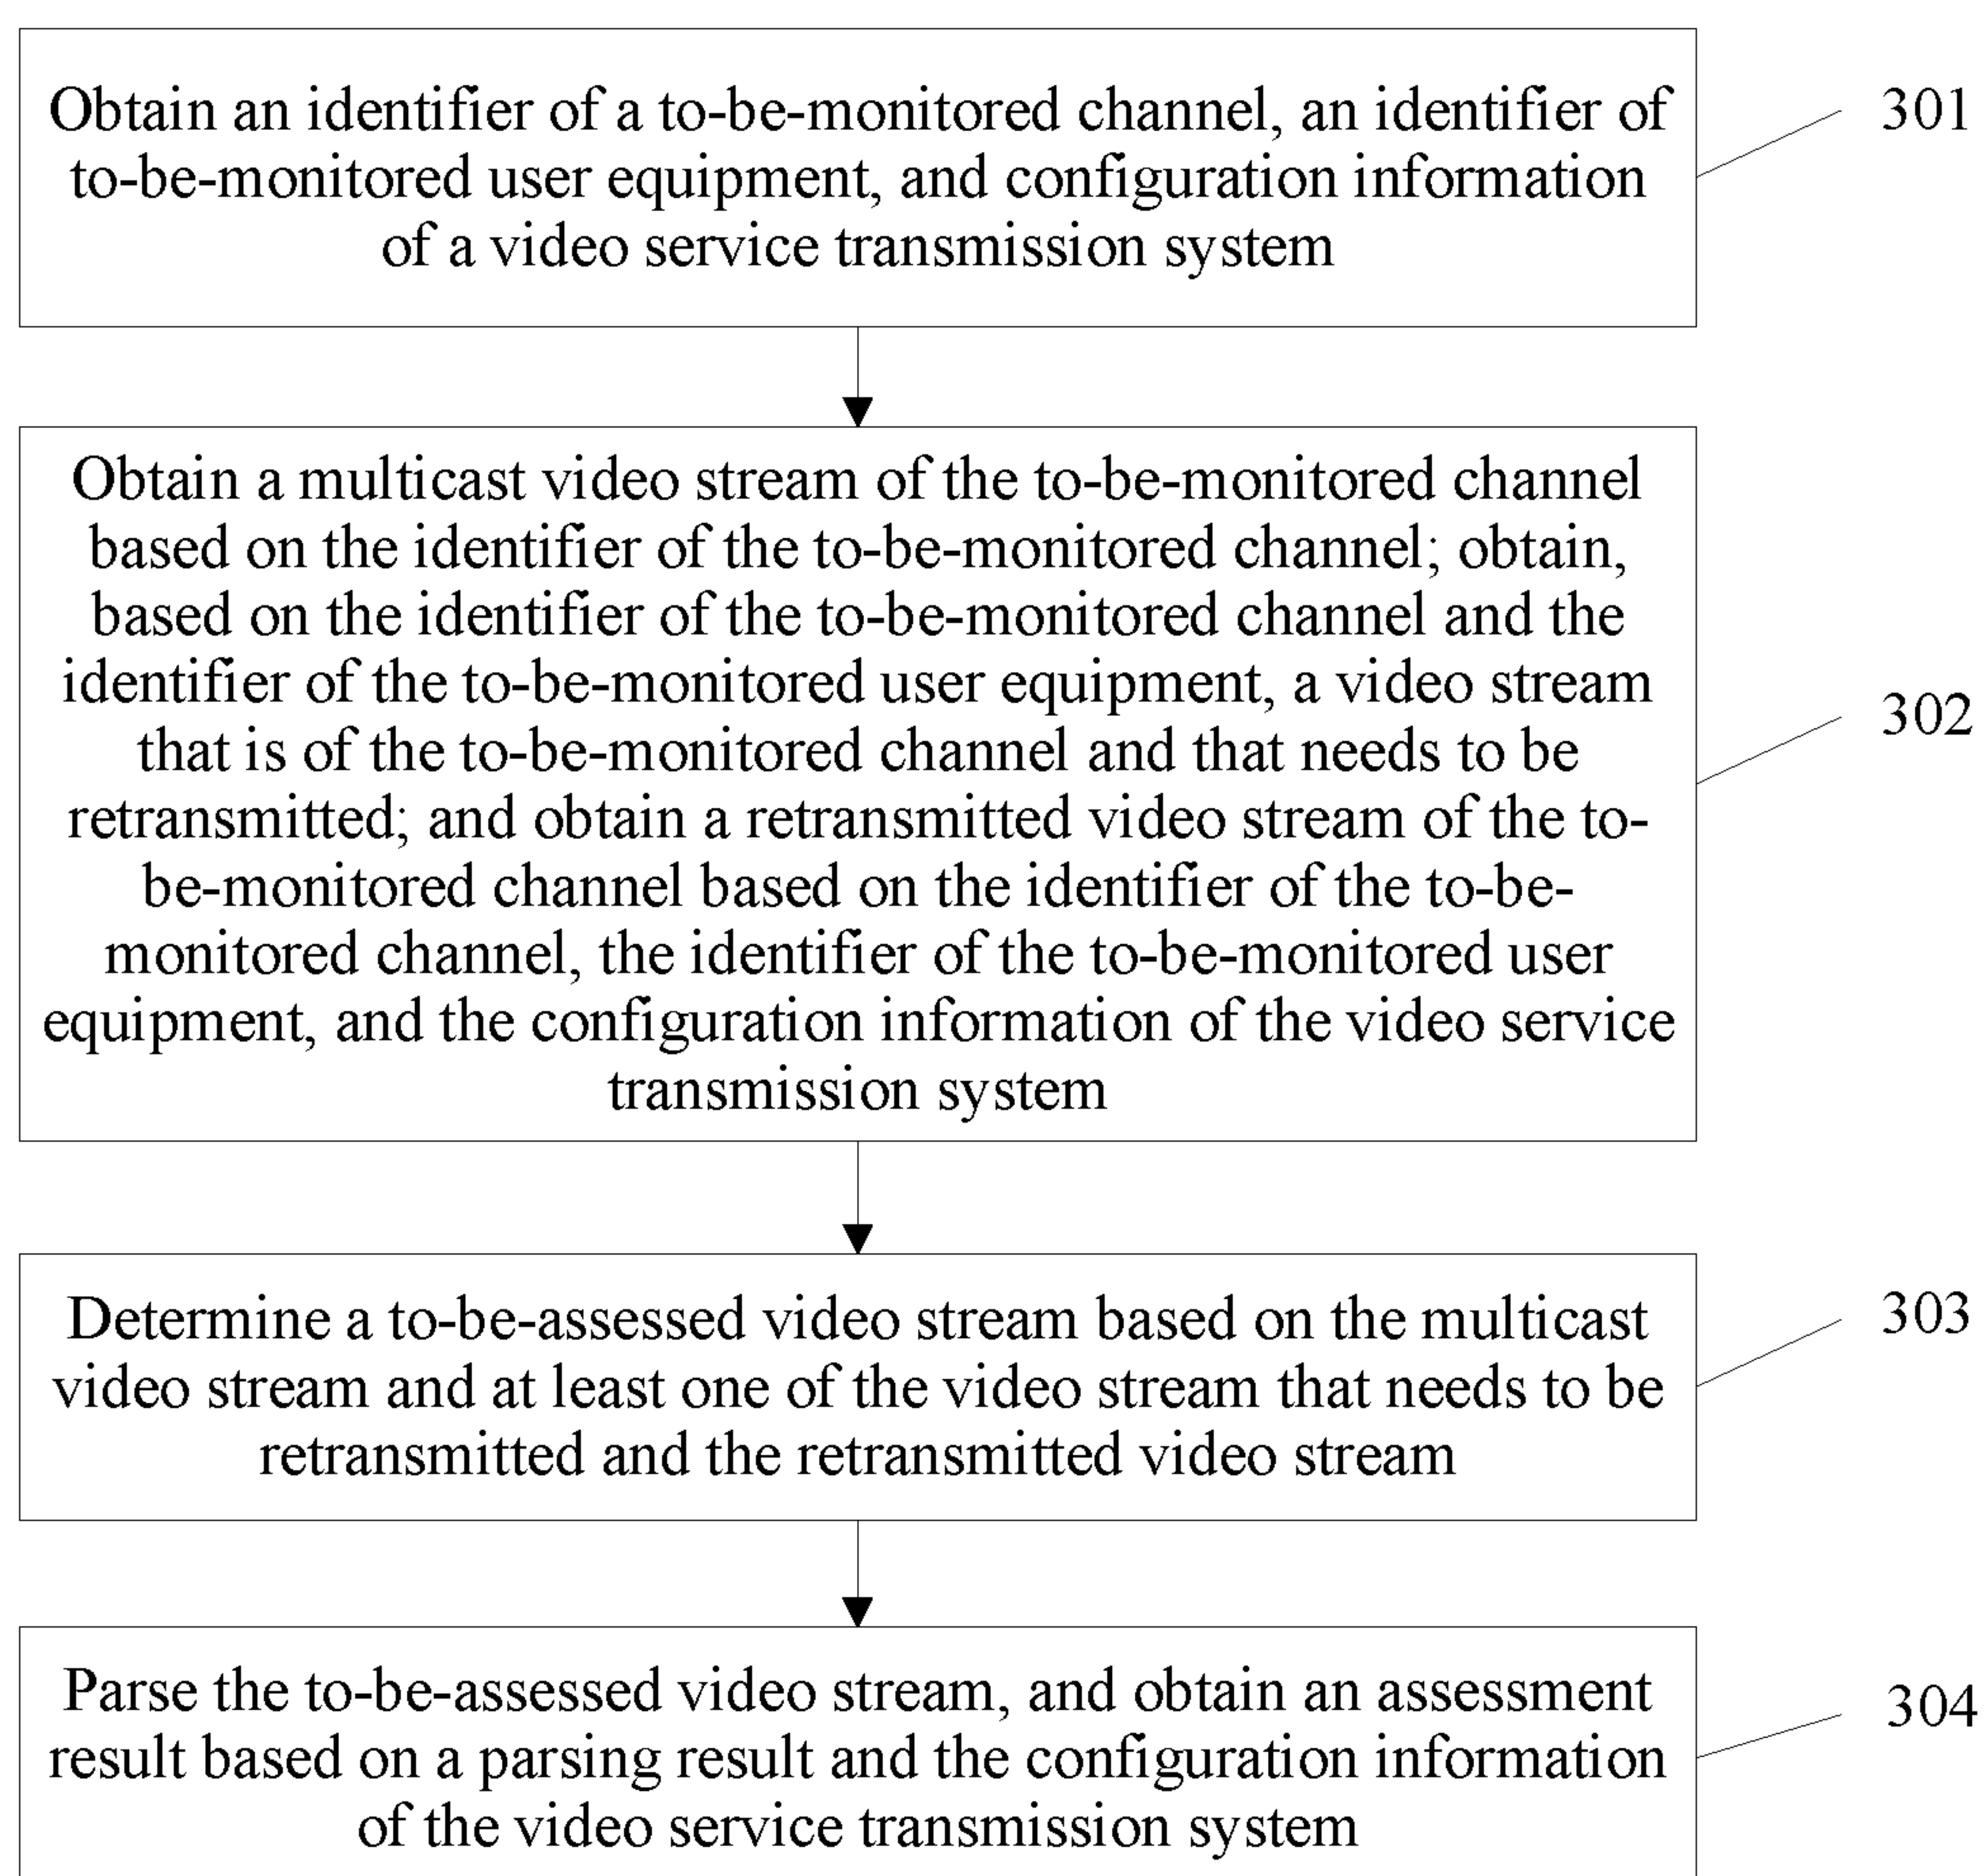 Obtain an identifier of a to-be-monitored channel, an identifier of
to-be-monitored user equipment, and configuration information
of a video service transmission system
301
Obtain a multicast video stream of the to-be-monitored channel
based on the identifier of the to-be-monitored channel; obtain,
based on the identifier of the to-be-monitored channel and the
identifier of the to-be-monitored user equipment, a video stream
that is of the to-be-monitored channel and that needs to be
retransmitted; and obtain a retransmitted video stream of the to-
be-monitored channel based on the identifier of the to-be-
monitored channel, the identifier of the to-be-monitored user
equipment, and the configuration information of the video service
transmission system
302
Determine a to-be-assessed video stream based on the multicast
video stream and at least one of the video stream that needs to be
retransmitted and the retransmitted video stream
303
Parse the to-be-assessed video stream, and obtain an assessment
result based on a parsing result and the configuration information
of the video service transmission system
304